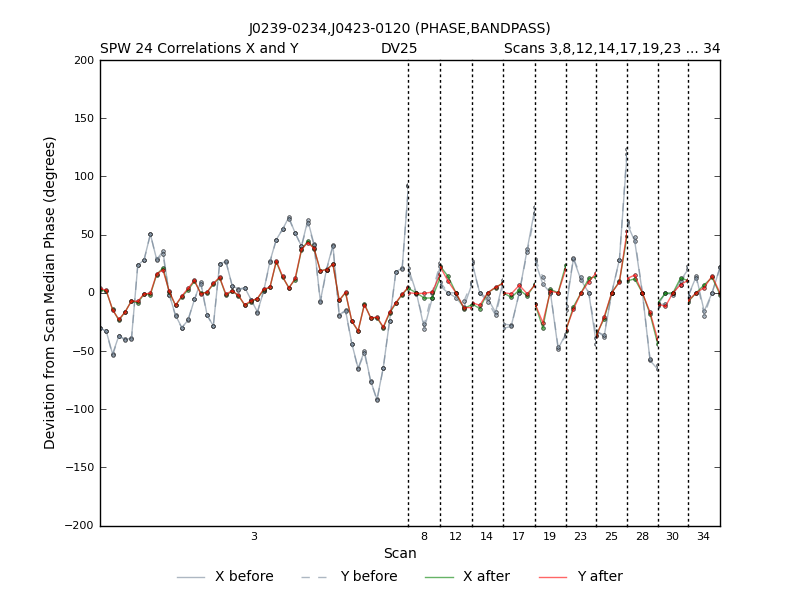 J0239-0234,J0423-0120 (PHASE,BANDPASS)
SPW 24 Correlations X and Y DV25 Scans 3,8,12,14,17,19,23 ... 34
200
150
100
50
0
−50
−100
−150
−200
Deviation from Scan Median Phase (degrees)
3 8 12 14 17 19 23 25 28 30 34
Scan
X before Y before X after Y after